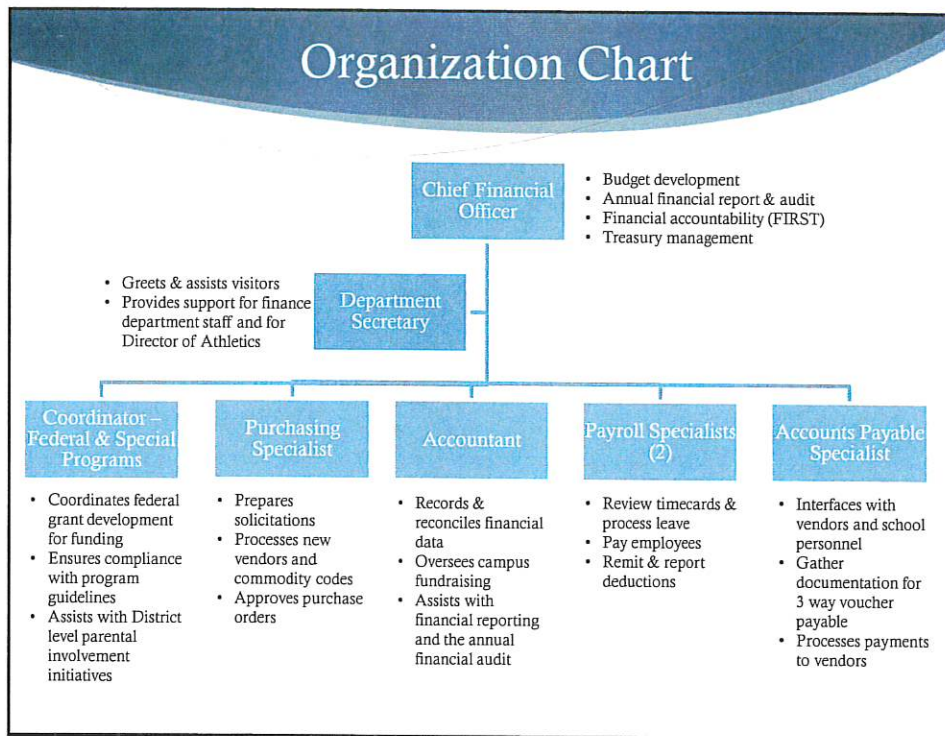 Organization Chart
Chief Financial
Officer
• Budget development
• Annual financial report & audit
• Financial accountability (FIRST)
• Treasury management
• Greets & assists visitors
• Provides support for finance
department staff and for
Director of Athletics
Department
Secretary
Coordinator –
Federal & Special
Programs
• Coordinates federal
grant development
for funding
• Ensures compliance
with program
guidelines
• Assists with District
level parental
involvement
initiatives
Purchasing
Specialist
• Prepares
solicitations
• Processes new
vendors and
commodity codes
• Approves purchase
orders
Accountant
• Records &
reconciles financial
data
• Oversees campus
fundraising
• Assists with
financial reporting
and the annual
financial audit
Payroll Specialists
(2)
• Review timecards &
process leave
• Pay employees
• Remit & report
deductions
Accounts Payable
Specialist
• Interfaces with
vendors and school
personnel
• Gather
documentation for
3 way voucher
payable
• Processes payments
to vendors